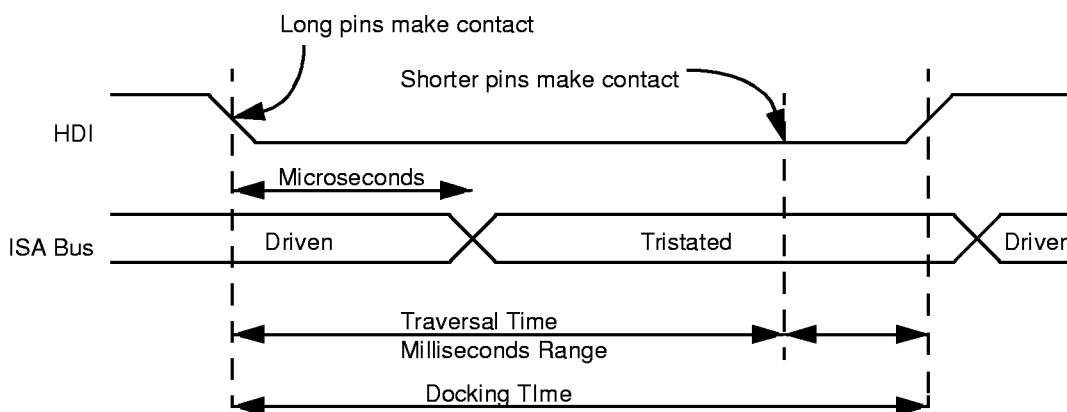 Long pins make contact
Shorter pins make contact
HDI
Microseconds
ISA Bus
Driven
Tristated
Driver
Traversal Time
Milliseconds Range
Docking TIme